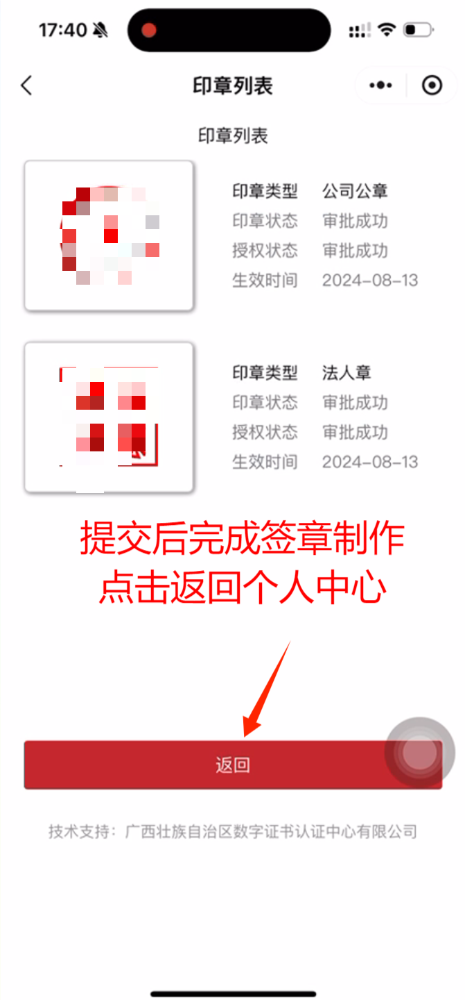 17:40
印章列表
印章列表
印章类型 公司公章
印章状态 审批成功
授权状态 审批成功
生效时间 2024-08-13
印章类型 法人章
印章状态 审批成功
授权状态 审批成功
生效时间 2024-08-13
提交后完成签章制作
点击返回个人中心
返回
技术支持：广西壮族自治区数字证书认证中心有限公司